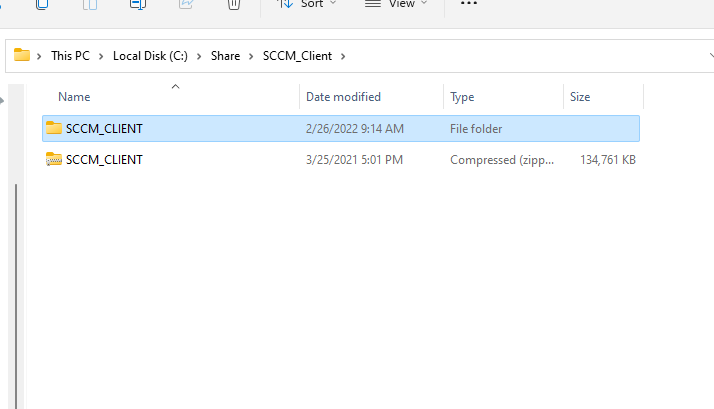 Sort View
This PC Local Disk (C:) Share SCCM_Client
Name Date modified Type Size
SCCM_CLIENT 2/26/2022 9:14 AM File folder
SCCM_CLIENT 3/25/2021 5:01 PM Compressed (zipp... 134,761 KB